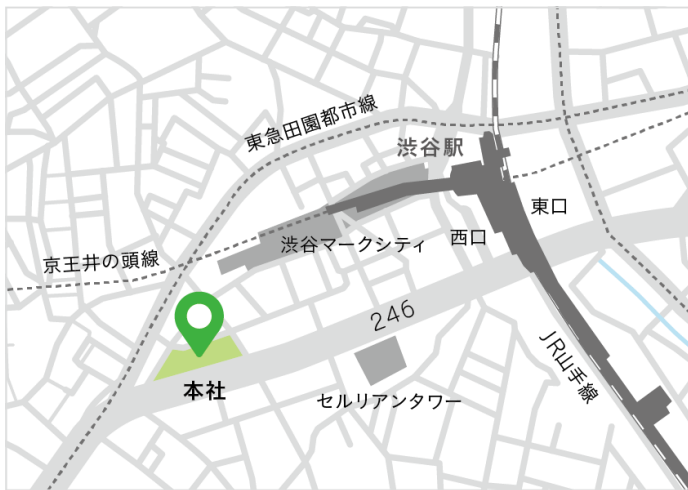 東急田園都市線
渋谷駅
東口
西口
渋谷マークシティ
京王井の頭線
246
JR山手線
本社
セルリアンタワー